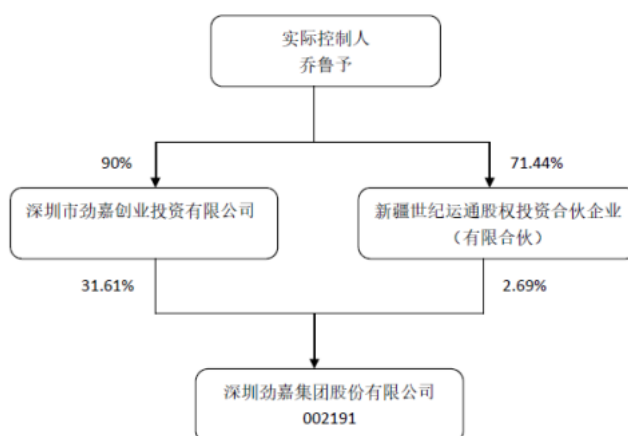 实际控制人
乔鲁予
90%
71.44%
深圳市劲嘉创业投资有限公司
新疆世纪运通股权投资合伙企业
（有限合伙）
31.61%
2.69%
深圳劲嘉集团股份有限公司
002191